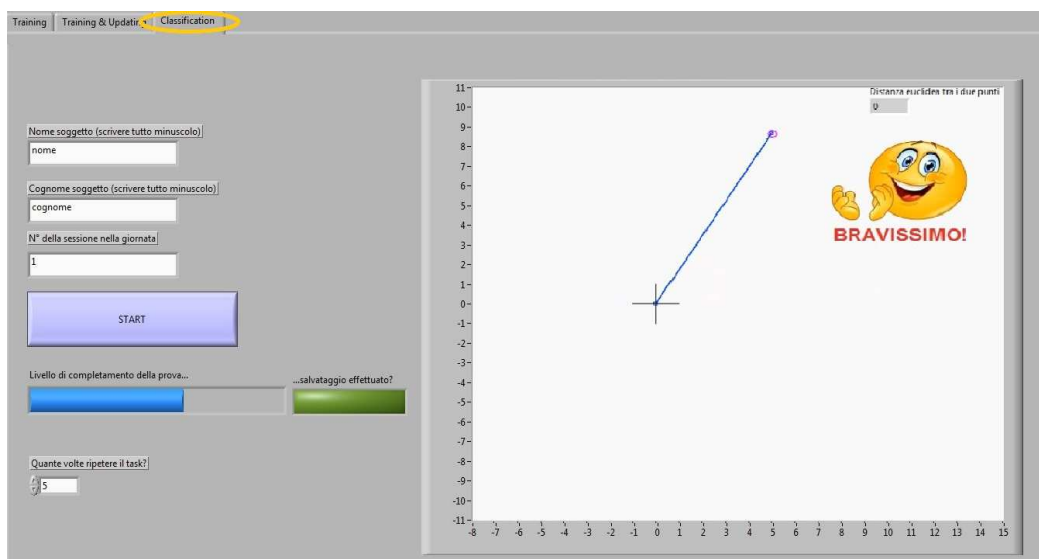 Training Training & Updating Classification
Distanza euclidea tra i due punti
0
Nome soggetto (scrivere tutto minuscolo)
nome
Cognome soggetto (scrivere tutto minuscolo)
cognome
N° della sessione nella giornata
1
BRAVISSIMO!
START
Livello di completamento della prova...
...salvataggio effettuato?
Quante volte ripetere il task?
5
11
10
9
8
7
6
5
4
3
2
1
0
-1
-2
-3
-4
-5
-6
-7
-8
-9
-10
-11
-8 -7 -6 -5 -4 -3 -2 -1 0 1 2 3 4 5 6 7 8 9 10 11 12 13 14 15